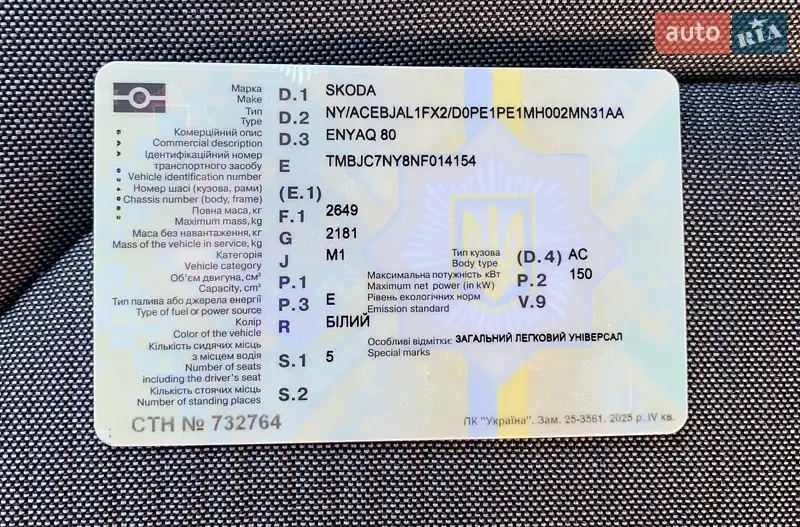 auto RIA
.com
Марка D.1 SKODA
Make
Тип D.2 NY/ACEBJAL1FX2/D0PE1PE1MH002MN31AA
Type
Комерційний опис D.3 ENYAQ 80
Commercial description
Ідентифікаційний номер
транспортного засобу E TMBJC7NY8NF014154
Vehicle identification number
Номер шасі (кузова, рами) (E.1)
Chassis number (body, frame)
Повна маса, кг F.1 2649
Maximum mass, kg
Маса без навантаження, кг G 2181
Mass of the vehicle in service, kg
Категорія J M1
Vehicle category
Тип кузова (D.4) AC
Body type
Об'єм двигуна, см³ P.1
Capacity, cm³
Максимальна потужність кВт P.2 150
Maximum net power (in kW)
Тип палива або джерела енергії P.3 E
Type of fuel or power source
Рівень екологічних норм V.9
Emission standard
Колір R БІЛИЙ
Color of the vehicle
Особливі відмітки: ЗАГАЛЬНИЙ ЛЕГКОВИЙ УНІВЕРСАЛ
Special marks
Кількість сидячих місць
з місцем водія S.1 5
Number of seats
including the driver's seat
Кількість стоячих місць S.2
Number of standing places
СТН № 732764
ПК "Україна". Зам. 25-3561. 2025 р. IV кв.